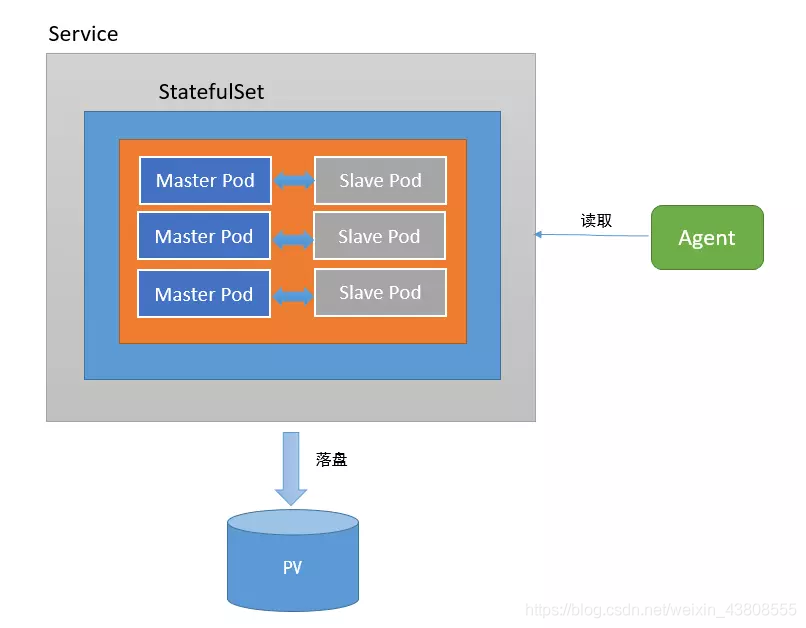 Service
StatefulSet
Master Pod
Slave Pod
Master Pod
Slave Pod
Master Pod
Slave Pod
读取
Agent
落盘
PV
https://blog.csdn.net/weixin_43808555